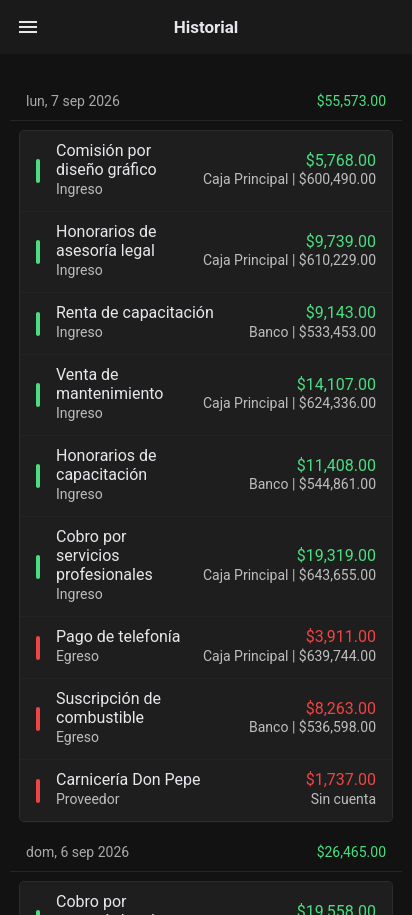 Historial
lun, 7 sep 2026 $55,573.00
Comisión por
diseño gráfico
Ingreso
$5,768.00
Caja Principal | $600,490.00
Honorarios de
asesoría legal
Ingreso
$9,739.00
Caja Principal | $610,229.00
Renta de capacitación
Ingreso
$9,143.00
Banco | $533,453.00
Venta de
mantenimiento
Ingreso
$14,107.00
Caja Principal | $624,336.00
Honorarios de
capacitación
Ingreso
$11,408.00
Banco | $544,861.00
Cobro por
servicios
profesionales
Ingreso
$19,319.00
Caja Principal | $643,655.00
Pago de telefonía
Egreso
$3,911.00
Caja Principal | $639,744.00
Suscripción de
combustible
Egreso
$8,263.00
Banco | $536,598.00
Carnicería Don Pepe
Proveedor
$1,737.00
Sin cuenta
dom, 6 sep 2026 $26,465.00
Cobro por
$19,558.00